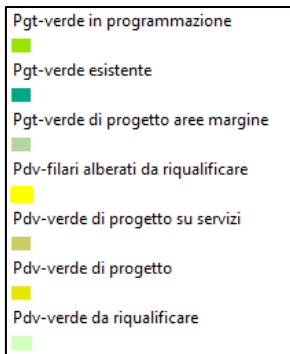 Pgt-verde in programmazione
Pgt-verde esistente
Pgt-verde di progetto aree margine
Pdv-filari alberati da riqualificare
Pdv-verde di progetto su servizi
Pdv-verde di progetto
Pdv-verde da riqualificare